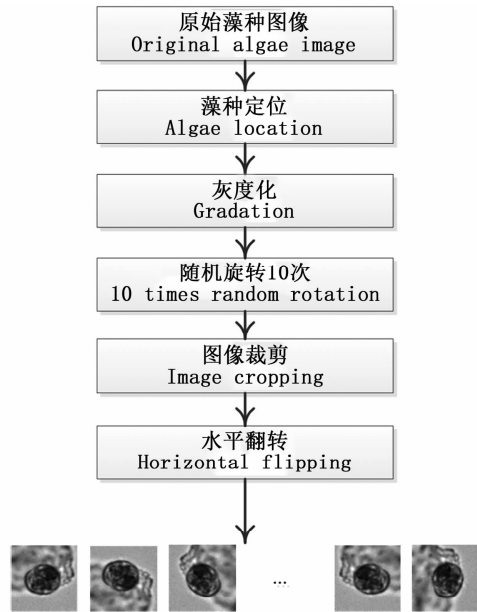 原始藻种图像
Original algae image
藻种定位
Algae location
灰度化
Gradation
随机旋转10次
10 times random rotation
图像裁剪
Image cropping
水平翻转
Horizontal flipping
...